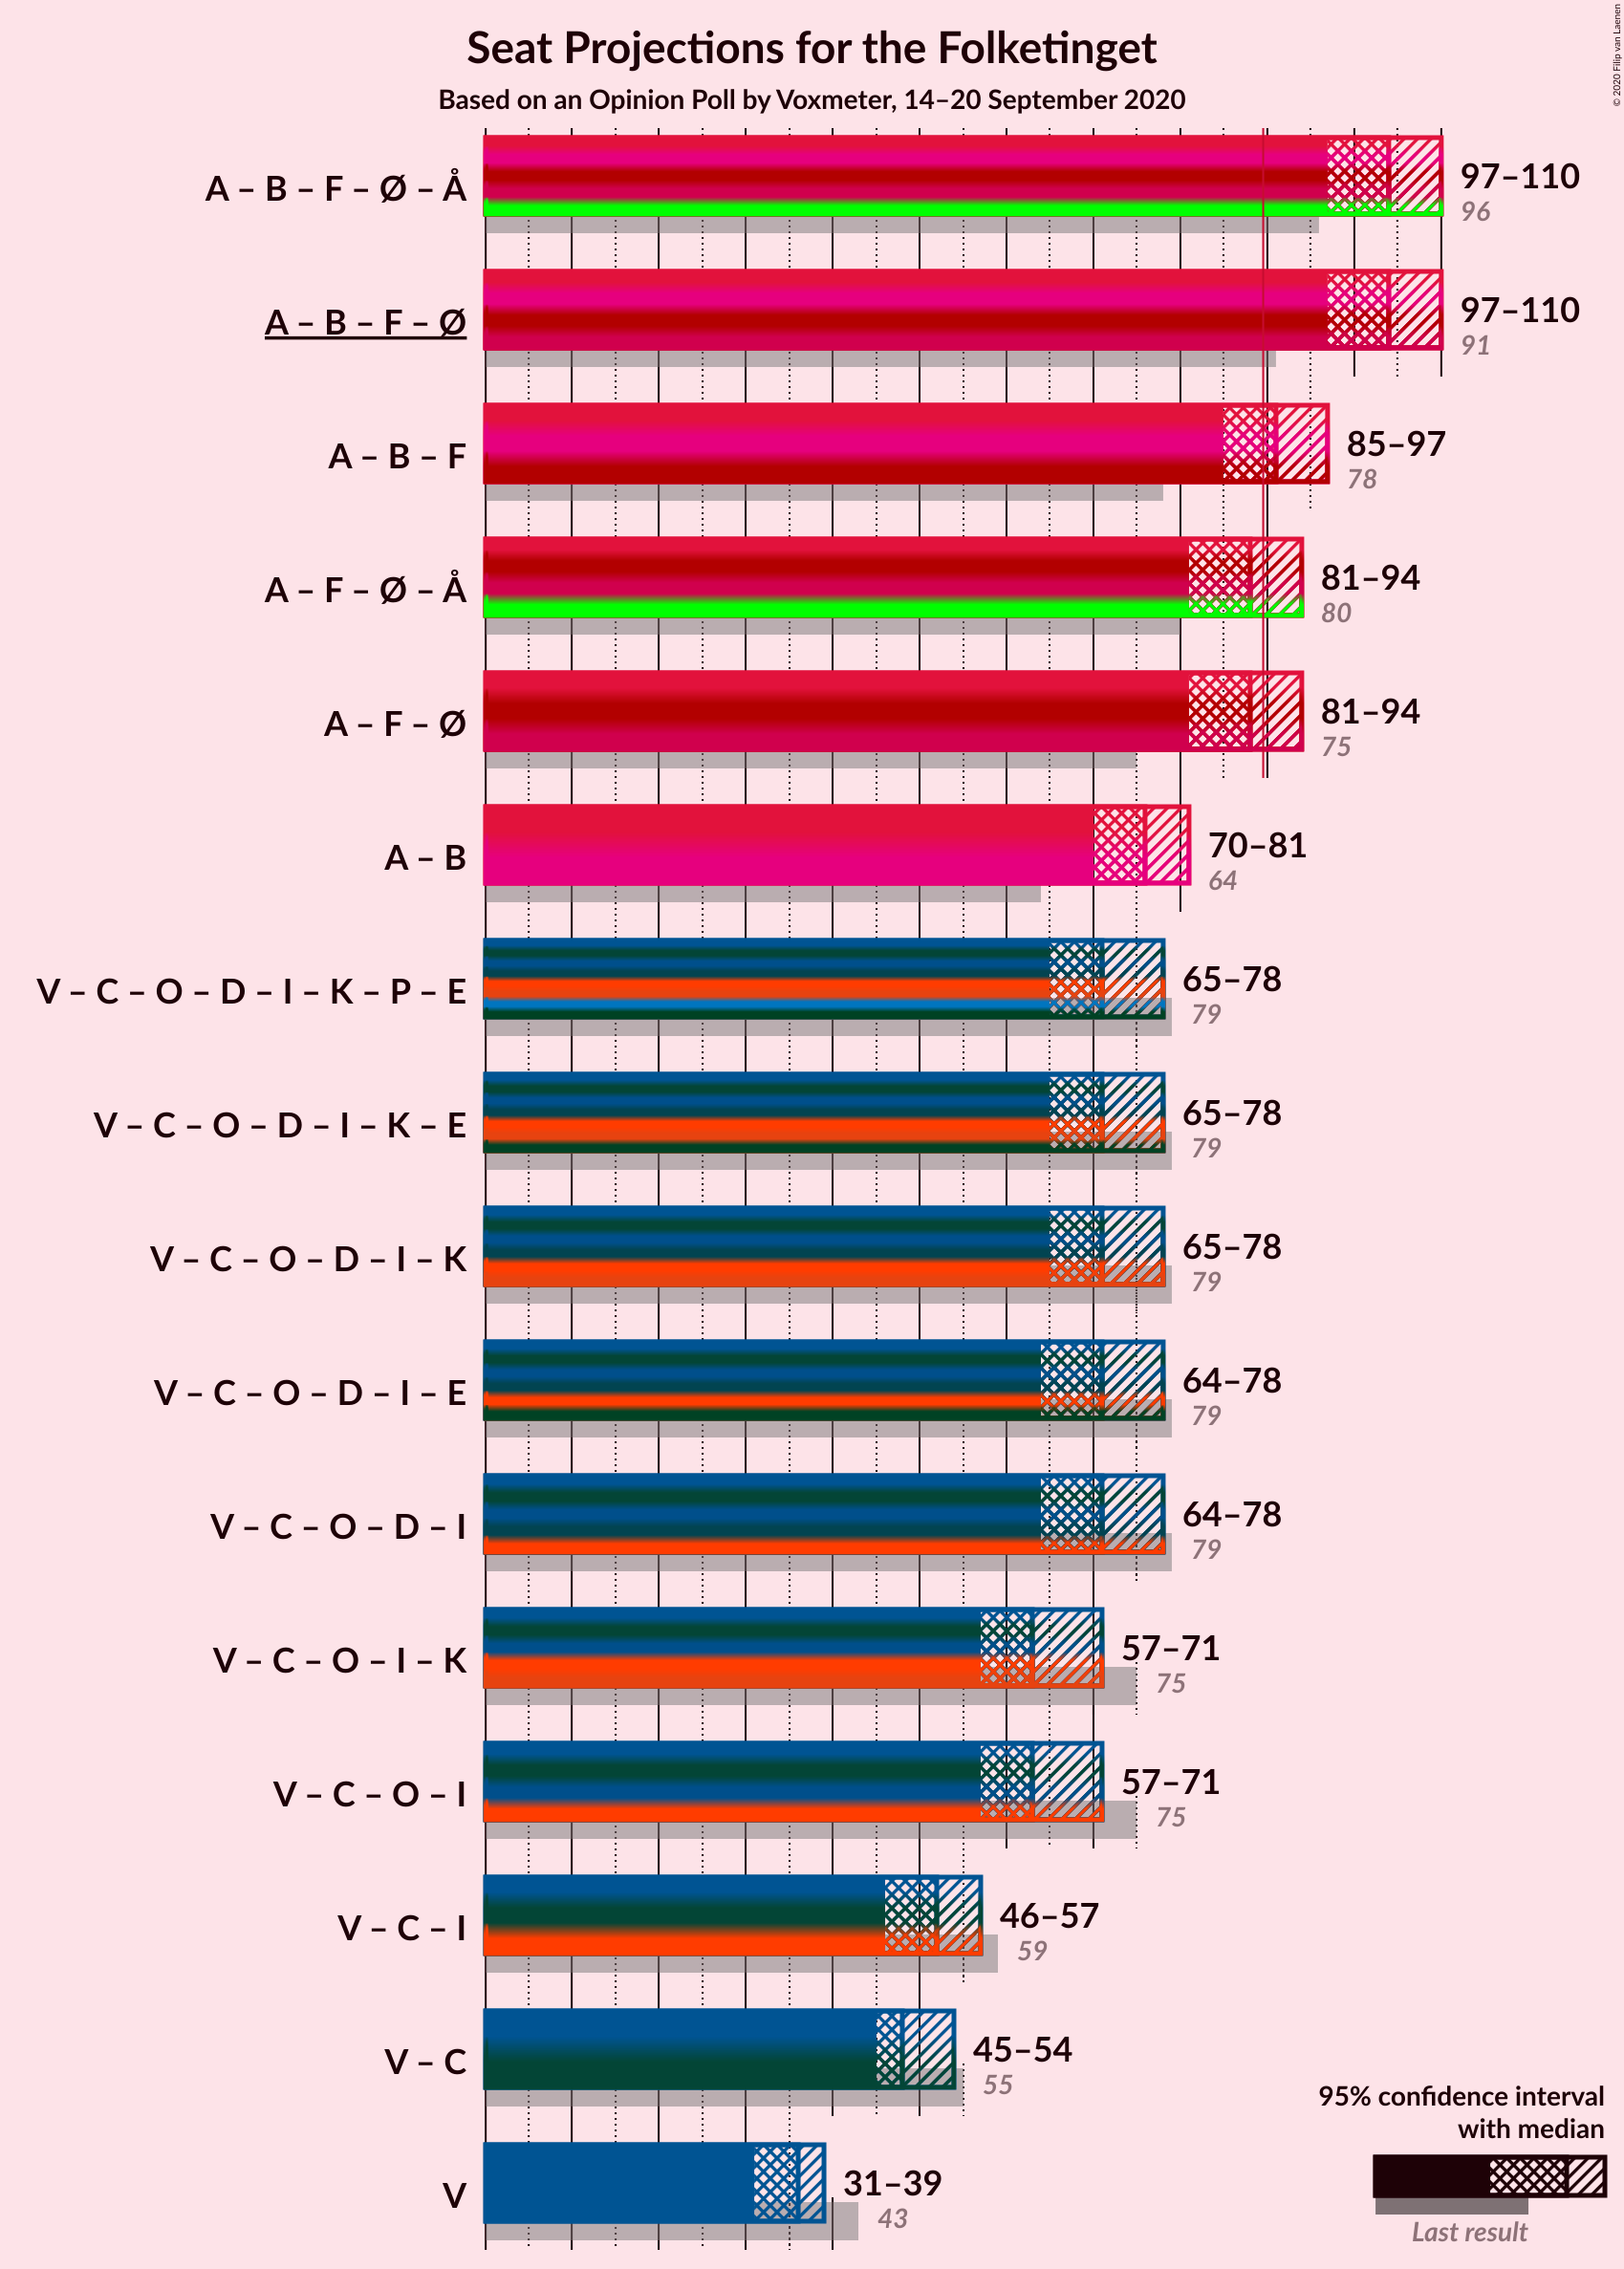 Seat Projections for the Folketinget
Based on an Opinion Poll by Voxmeter, 14–20 September 2020
© 2020 Filip van Laenen
A – B – F – Ø – Å
97–110
96
A – B – F – Ø
97–110
91
A – B – F
85–97
78
A – F – Ø – Å
81–94
80
A – F – Ø
81–94
75
A – B
70–81
64
V – C – O – D – I – K – P – E
65–78
79
V – C – O – D – I – K – E
65–78
79
V – C – O – D – I – K
65–78
79
V – C – O – D – I – E
64–78
79
V – C – O – D – I
64–78
79
V – C – O – I – K
57–71
75
V – C – O – I
57–71
75
V – C – I
46–57
59
V – C
45–54
55
V
31–39
43
95% confidence interval
with median
Last result